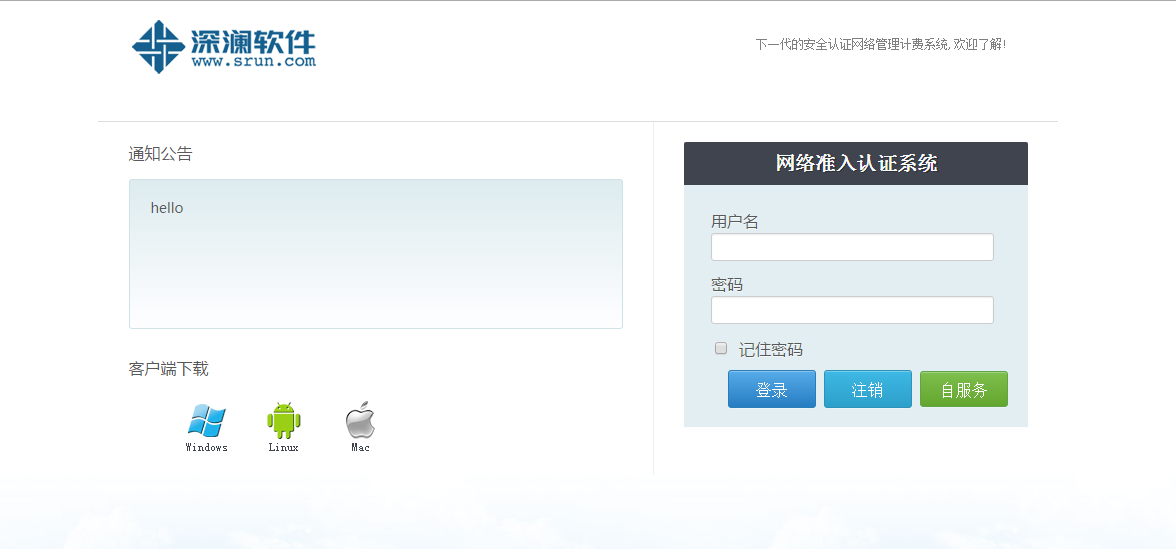 深澜软件
www.srun.com
下一代的安全认证网络管理计费系统, 欢迎了解!
通知公告
hello
客户端下载
Windows Linux Mac
网络准入认证系统
用户名
密码
记住密码
登录 注销 自服务